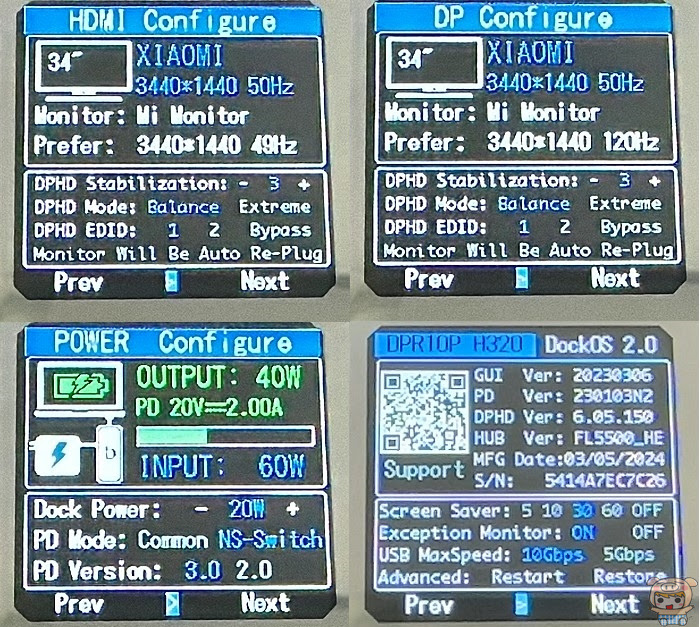 HDMI Configure
34"
XIAOMI
3440*1440 50Hz
Monitor: Mi Monitor
Prefer: 3440*1440 49Hz
DPHD Stabilization: - 3 +
DPHD Mode: Balance Extreme
DPHD EDID: 1 2 Bypass
Monitor Will Be Auto Re-Plug
Prev > Next
DP Configure
34"
XIAOMI
3440*1440 50Hz
Monitor: Mi Monitor
Prefer: 3440*1440 120Hz
DPHD Stabilization: - 3 +
DPHD Mode: Balance Extreme
DPHD EDID: 1 2 Bypass
Monitor Will Be Auto Re-Plug
Prev > Next
POWER Configure
OUTPUT: 40W
PD 20V⎓2.00A
b
INPUT: 60W
Dock Power: - 20W +
PD Mode: Common NS-Switch
PD Version: 3.0 2.0
Prev > Next
DPR10P H320 DockOS 2.0
GUI Ver: 20230306
PD Ver: 230103N2
DPHD Ver: 6.05.150
HUB Ver: FL5500_HE
MFG Date:03/05/2024
S/N: 5414A7EC7C26
Support
Screen Saver: 5 10 30 60 OFF
Exception Monitor: ON OFF
USB MaxSpeed: 10Gbps 5Gbps
Advanced: Restart Restore
Prev > Next